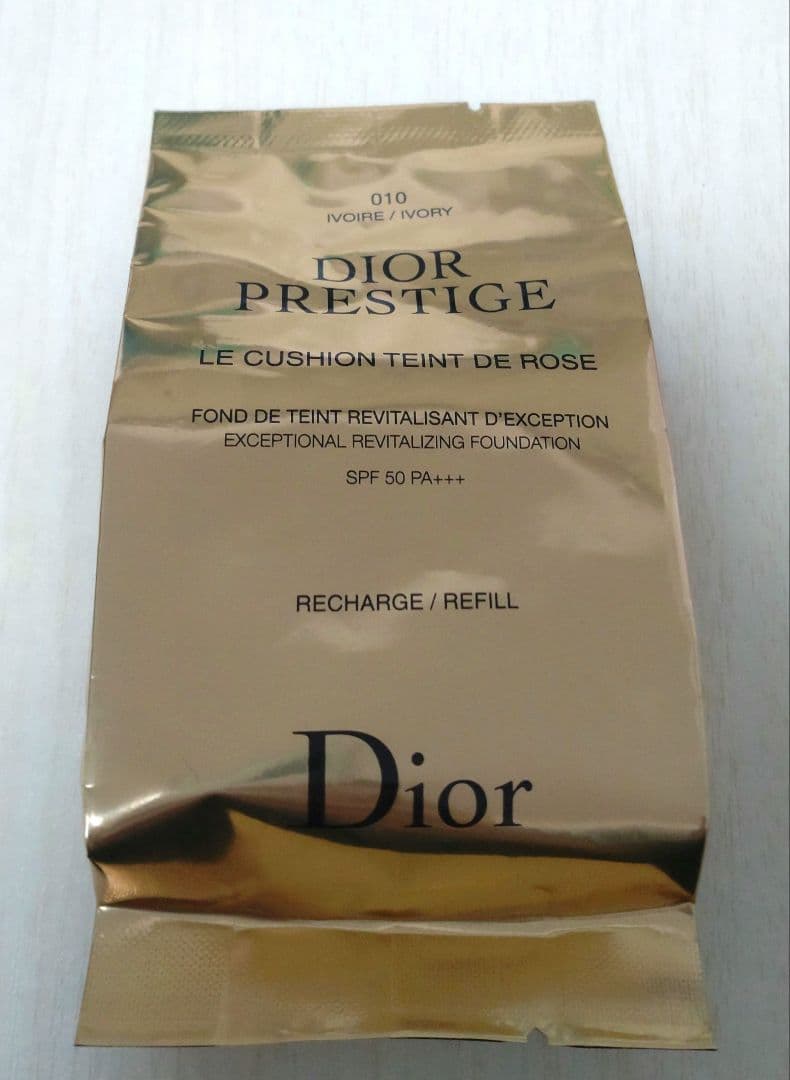 010
IVOIRE / IVORY
DIOR
PRESTIGE
LE CUSHION TEINT DE ROSE
FOND DE TEINT REVITALISANT D'EXCEPTION
EXCEPTIONAL REVITALIZING FOUNDATION
SPF 50 PA+++
RECHARGE / REFILL
Dior